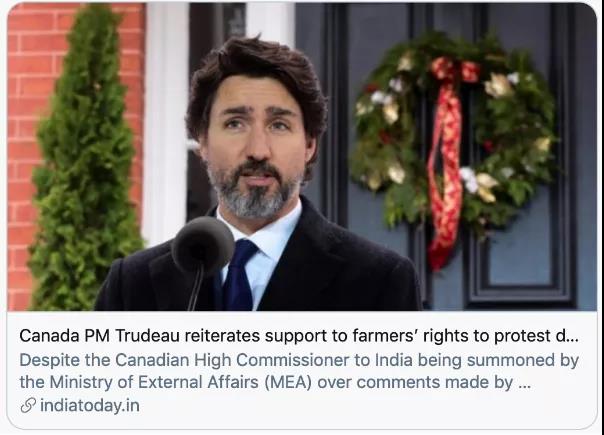 Canada PM Trudeau reiterates support to farmers’ rights to protest d...
Despite the Canadian High Commissioner to India being summoned by
the Ministry of External Affairs (MEA) over comments made by ...
indiatoday.in